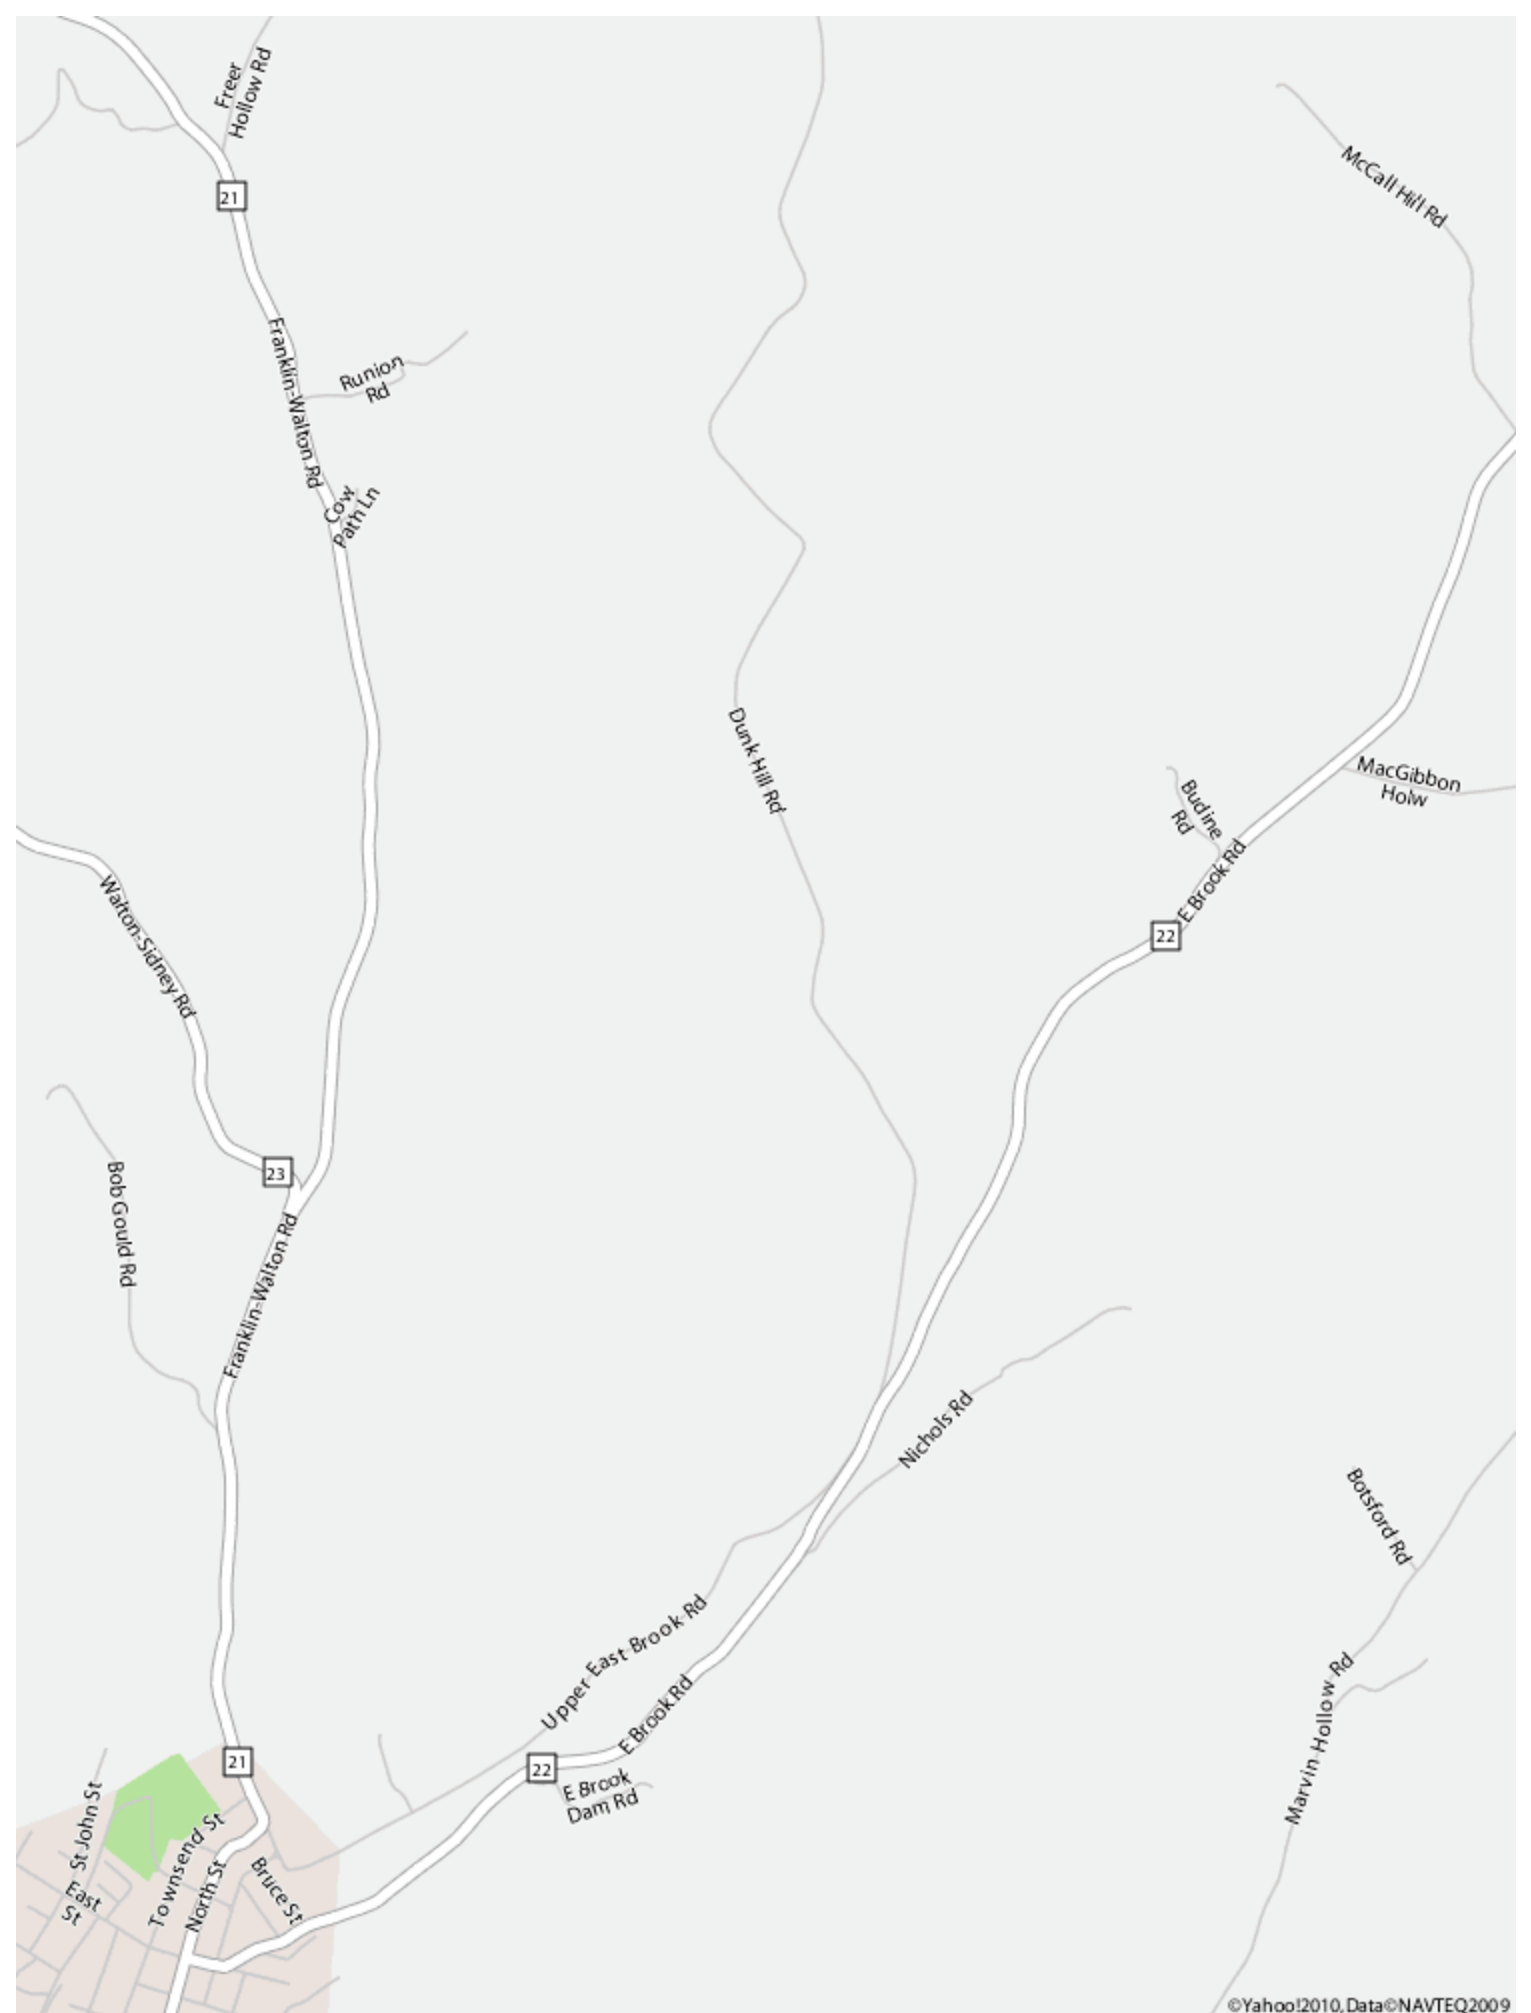 Freer
Hollow Rd
McCall Hill Rd
21
Franklin-Walton Rd
Runion
Rd
Cow
Path Ln
Dunk Hill Rd
MacGibbon
Holw
Budine
Rd
E Brook Rd
22
Walton-Sidney Rd
23
Bob Gould Rd
Franklin-Walton Rd
Nichols Rd
Botsford Rd
Upper East Brook Rd
E Brook Rd
Marvin Hollow Rd
21
22
E Brook
Dam Rd
St John St
Townsend St
North St
Bruce St
East
St
©Yahoo!2010, Data©NAVTEQ2009